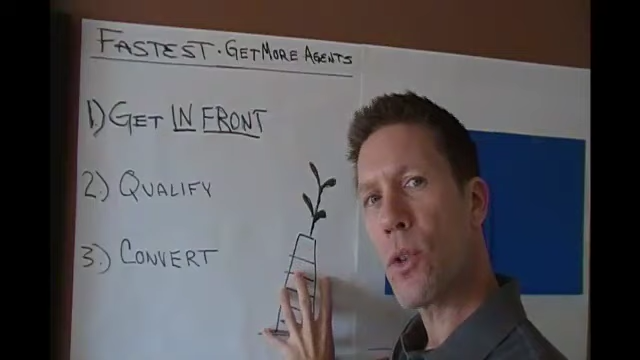 FASTEST · GET MORE AGENTS
1.) GET IN FRONT
2.) QUALIFY
3.) CONVERT